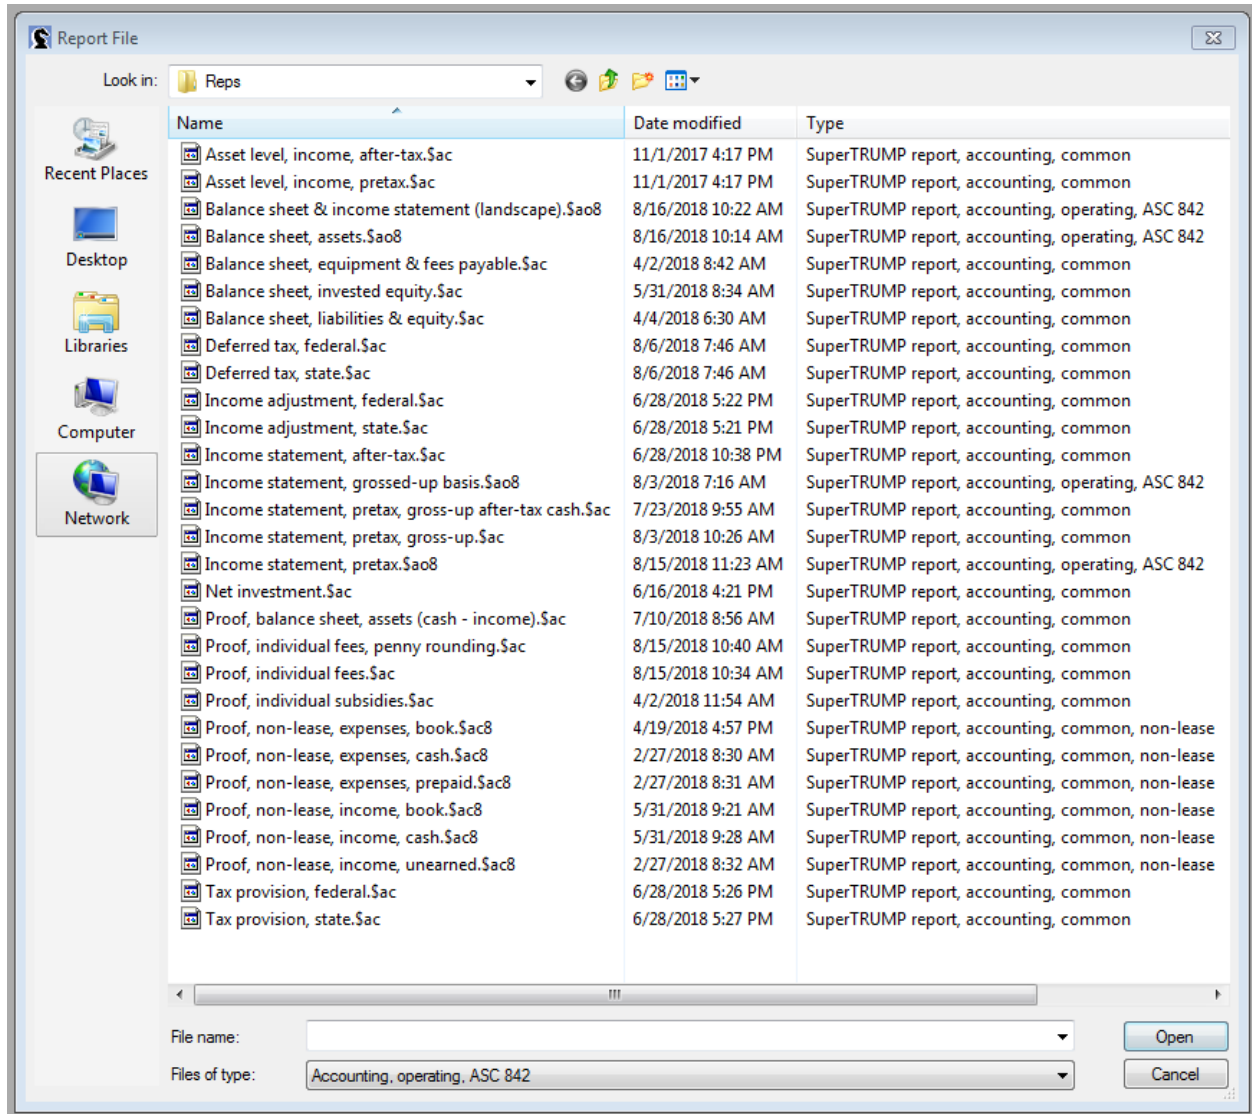 Report File
Look in: Reps
Name Date modified Type
Recent Places
Desktop
Libraries
Computer
Network
Asset level, income, after-tax.$ac 11/1/2017 4:17 PM SuperTRUMP report, accounting, common
Asset level, income, pretax.$ac 11/1/2017 4:17 PM SuperTRUMP report, accounting, common
Balance sheet & income statement (landscape).$ao8 8/16/2018 10:22 AM SuperTRUMP report, accounting, operating, ASC 842
Balance sheet, assets.$ao8 8/16/2018 10:14 AM SuperTRUMP report, accounting, operating, ASC 842
Balance sheet, equipment & fees payable.$ac 4/2/2018 8:42 AM SuperTRUMP report, accounting, common
Balance sheet, invested equity.$ac 5/31/2018 8:34 AM SuperTRUMP report, accounting, common
Balance sheet, liabilities & equity.$ac 4/4/2018 6:30 AM SuperTRUMP report, accounting, common
Deferred tax, federal.$ac 8/6/2018 7:46 AM SuperTRUMP report, accounting, common
Deferred tax, state.$ac 8/6/2018 7:46 AM SuperTRUMP report, accounting, common
Income adjustment, federal.$ac 6/28/2018 5:22 PM SuperTRUMP report, accounting, common
Income adjustment, state.$ac 6/28/2018 5:21 PM SuperTRUMP report, accounting, common
Income statement, after-tax.$ac 6/28/2018 10:38 PM SuperTRUMP report, accounting, common
Income statement, grossed-up basis.$ao8 8/3/2018 7:16 AM SuperTRUMP report, accounting, operating, ASC 842
Income statement, pretax, gross-up after-tax cash.$ac 7/23/2018 9:55 AM SuperTRUMP report, accounting, common
Income statement, pretax, gross-up.$ac 8/3/2018 10:26 AM SuperTRUMP report, accounting, common
Income statement, pretax.$ao8 8/15/2018 11:23 AM SuperTRUMP report, accounting, operating, ASC 842
Net investment.$ac 6/16/2018 4:21 PM SuperTRUMP report, accounting, common
Proof, balance sheet, assets (cash - income).$ac 7/10/2018 8:56 AM SuperTRUMP report, accounting, common
Proof, individual fees, penny rounding.$ac 8/15/2018 10:40 AM SuperTRUMP report, accounting, common
Proof, individual fees.$ac 8/15/2018 10:34 AM SuperTRUMP report, accounting, common
Proof, individual subsidies.$ac 4/2/2018 11:54 AM SuperTRUMP report, accounting, common
Proof, non-lease, expenses, book.$ac8 4/19/2018 4:57 PM SuperTRUMP report, accounting, common, non-lease
Proof, non-lease, expenses, cash.$ac8 2/27/2018 8:30 AM SuperTRUMP report, accounting, common, non-lease
Proof, non-lease, expenses, prepaid.$ac8 2/27/2018 8:31 AM SuperTRUMP report, accounting, common, non-lease
Proof, non-lease, income, book.$ac8 5/31/2018 9:21 AM SuperTRUMP report, accounting, common, non-lease
Proof, non-lease, income, cash.$ac8 5/31/2018 9:28 AM SuperTRUMP report, accounting, common, non-lease
Proof, non-lease, income, unearned.$ac8 2/27/2018 8:32 AM SuperTRUMP report, accounting, common, non-lease
Tax provision, federal.$ac 6/28/2018 5:26 PM SuperTRUMP report, accounting, common
Tax provision, state.$ac 6/28/2018 5:27 PM SuperTRUMP report, accounting, common
File name: Open
Files of type: Accounting, operating, ASC 842 Cancel